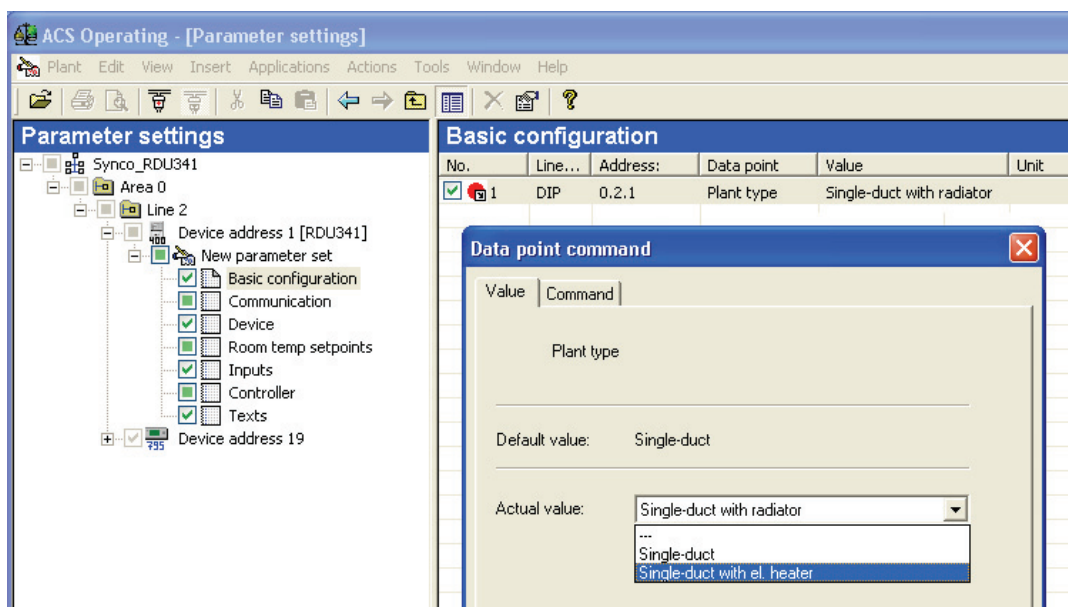 ACS Operating - [Parameter settings]
Plant Edit View Insert Applications Actions Tools Window Help
Parameter settings
Synco_RDU341
Area 0
Line 2
400
Device address 1 [RDU341]
New parameter set
Basic configuration
Communication
Device
Room temp setpoints
Inputs
Controller
Texts
795
Device address 19
Basic configuration
No. Line... Address: Data point Value Unit
1 DIP 0.2.1 Plant type Single-duct with radiator
Data point command
Value Command
Plant type
Default value: Single-duct
Actual value: Single-duct with radiator
---
Single-duct
Single-duct with el. heater